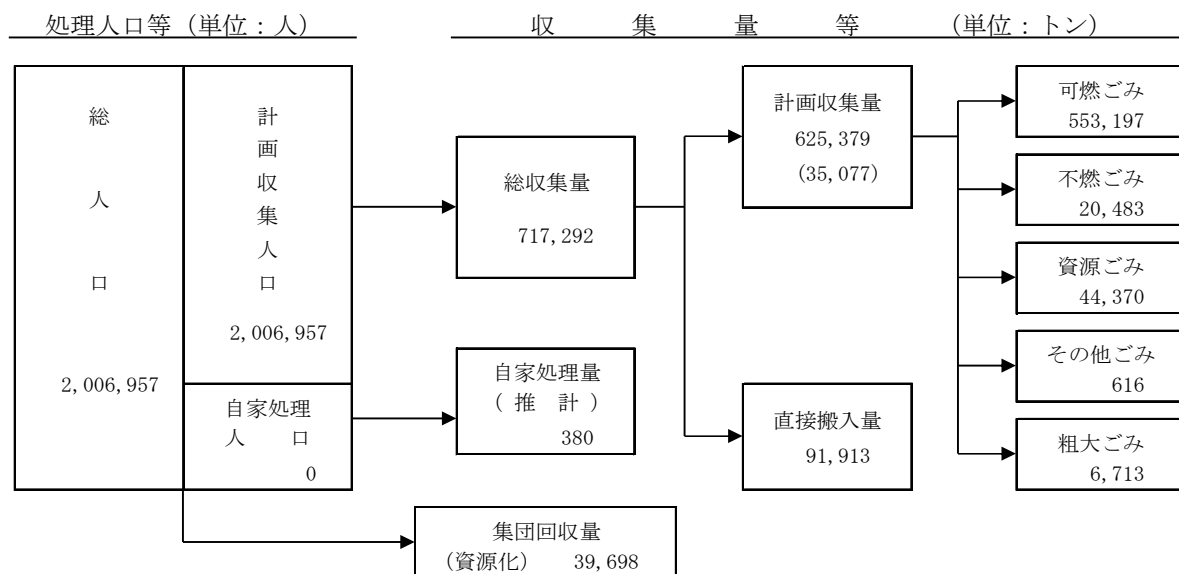 処理人口等（単位：人）
収集量等（単位：トン）
総人口
2,006,957
計画収集人口
2,006,957
自家処理
人口
0
総収集量
717,292
自家処理量
（推計）
380
集団回収量
(資源化) 39,698
計画収集量
625,379
(35,077)
直接搬入量
91,913
可燃ごみ
553,197
不燃ごみ
20,483
資源ごみ
44,370
その他ごみ
616
粗大ごみ
6,713